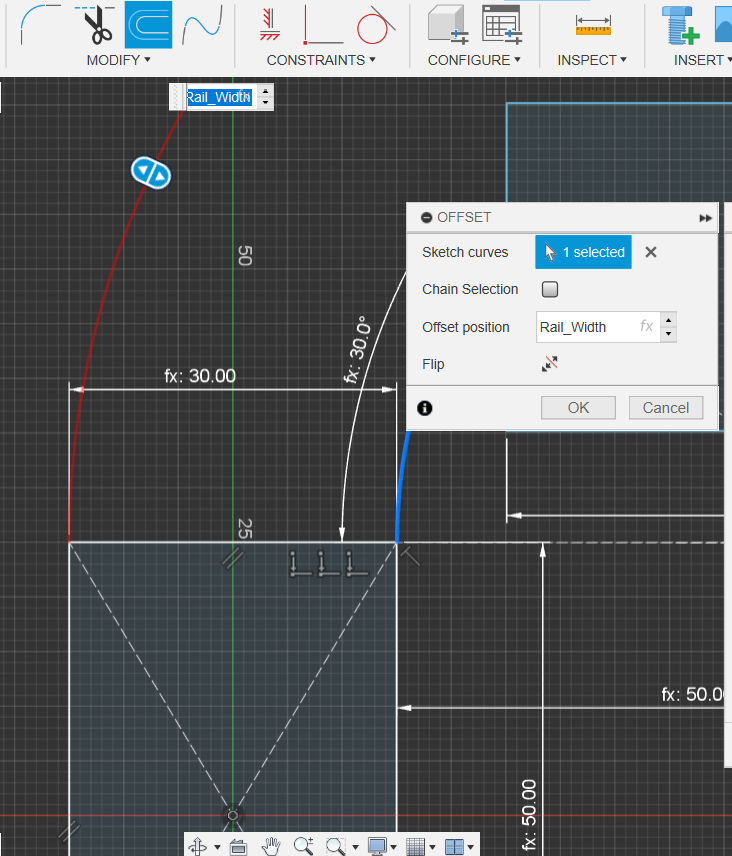 MODIFY ▾
CONSTRAINTS ▾
CONFIGURE ▾
INSPECT ▾
INSERT ▾
Rail_Width
OFFSET
Sketch curves
1 selected
Chain Selection
Offset position
Rail_Width
fx
Flip
OK
Cancel
50
fx: 30.0°
fx: 30.00
25
fx: 50.0
fx: 50.00